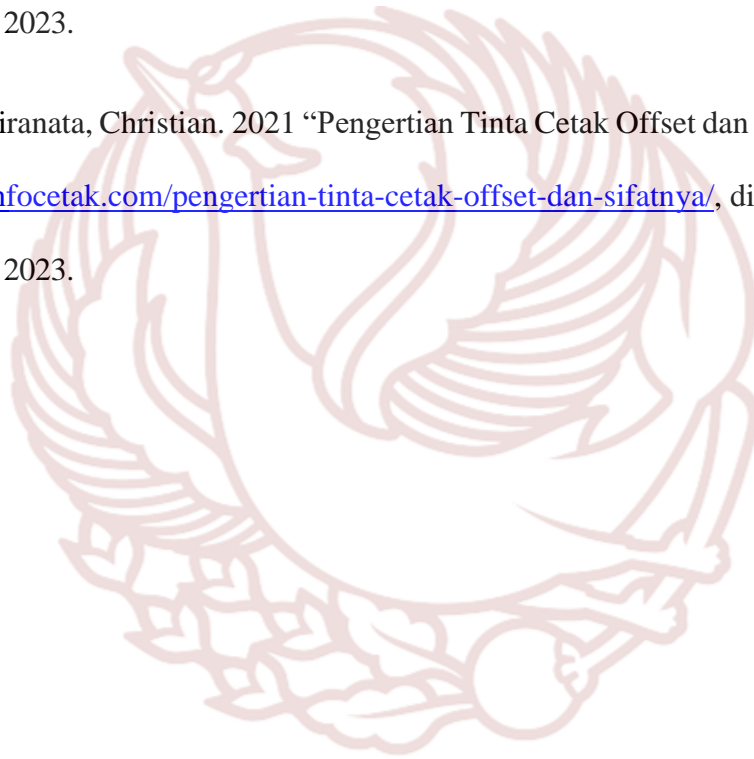 2023.
iranata, Christian. 2021 “Pengertian Tinta Cetak Offset dan
nfocetak.com/pengertian-tinta-cetak-offset-dan-sifatnya/, di
2023.